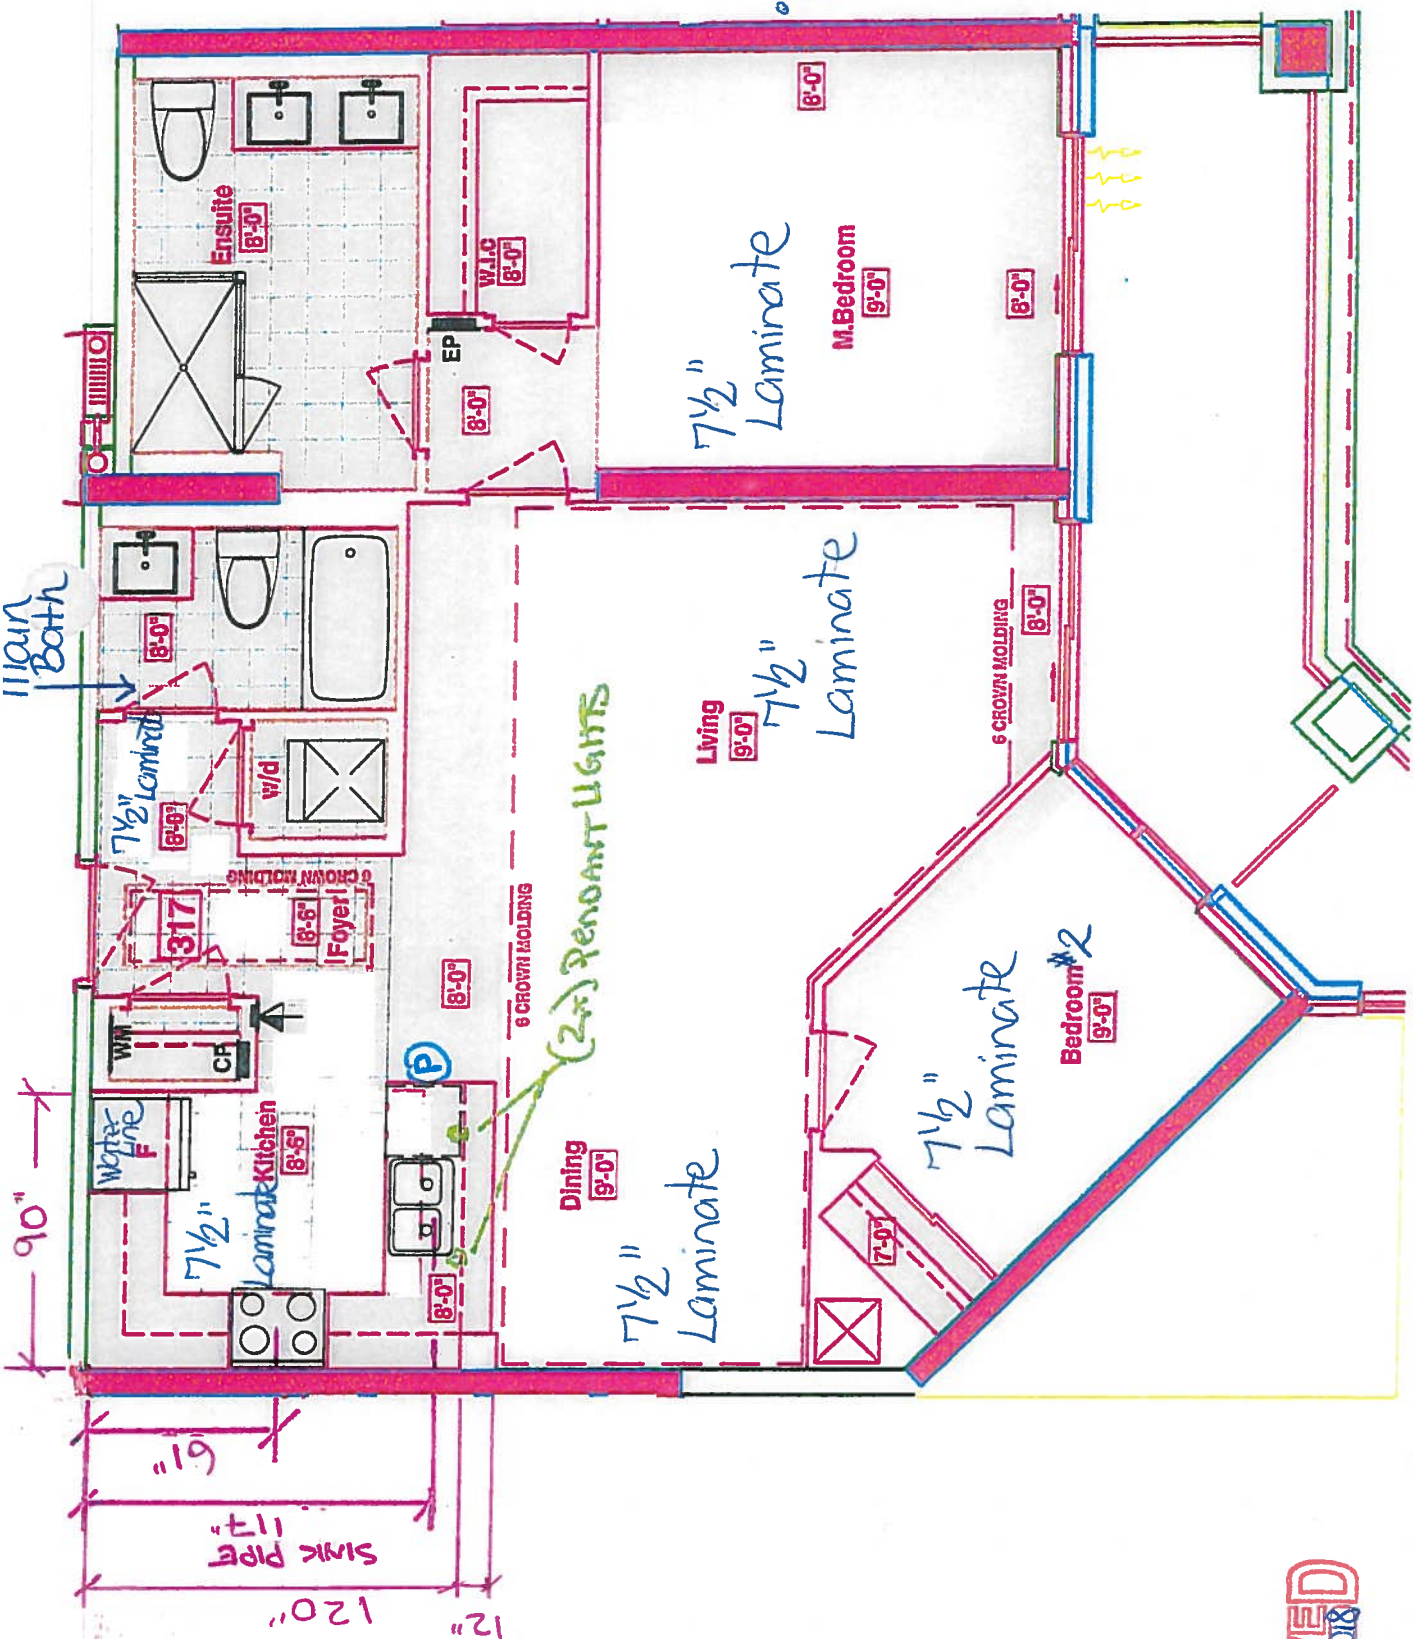 Main
Bath
Ensuite
8'-0"
W.I.C
8'-0"
EP
8'-0"
8'-0"
M.Bedroom
9'-0"
8'-0"
7½"
Laminate
8'-0"
7½"
Laminate
8'-0"
W/d
6 CROWN MOLDING
317
8'-6"
Foyer
8'-0"
6 CROWN MOLDING
Living
9'-0"
7½"
Laminate
6 CROWN MOLDING
8'-0"
(2x) PENDANT LIGHTS
WM
CP
P
Water
Line
F
Kitchen
8'-6"
7½"
Laminate
8'-0"
Dining
9'-0"
7½"
Laminate
Bedroom #2
9'-0"
7½"
Laminate
7'-0"
90"
61"
117"
SINK PIPE
120"
12"